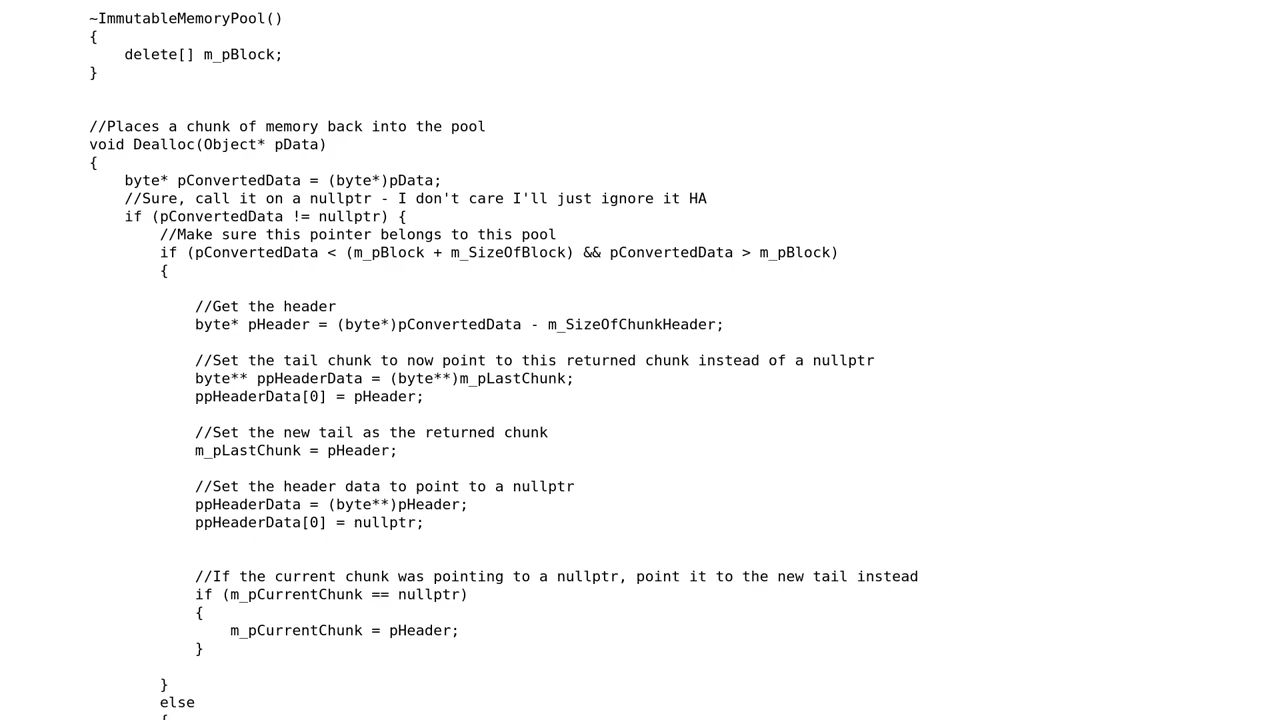 ~ImmutableMemoryPool()
{
delete[] m_pBlock;
}
//Places a chunk of memory back into the pool
void Dealloc(Object* pData)
{
byte* pConvertedData = (byte*)pData;
//Sure, call it on a nullptr - I don't care I'll just ignore it HA
if (pConvertedData != nullptr) {
//Make sure this pointer belongs to this pool
if (pConvertedData < (m_pBlock + m_SizeOfBlock) && pConvertedData > m_pBlock)
{
//Get the header
byte* pHeader = (byte*)pConvertedData - m_SizeOfChunkHeader;
//Set the tail chunk to now point to this returned chunk instead of a nullptr
byte** ppHeaderData = (byte**)m_pLastChunk;
ppHeaderData[0] = pHeader;
//Set the new tail as the returned chunk
m_pLastChunk = pHeader;
//Set the header data to point to a nullptr
ppHeaderData = (byte**)pHeader;
ppHeaderData[0] = nullptr;
//If the current chunk was pointing to a nullptr, point it to the new tail instead
if (m_pCurrentChunk == nullptr)
{
m_pCurrentChunk = pHeader;
}
}
else
{